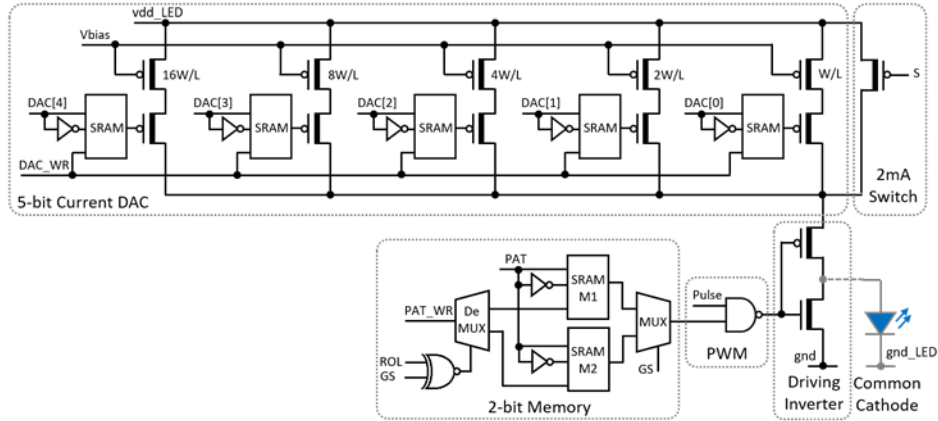 vdd_LED
Vbias
16W/L
8W/L
4W/L
2W/L
W/L
S
DAC[4]
DAC[3]
DAC[2]
DAC[1]
DAC[0]
SRAM
SRAM
SRAM
SRAM
SRAM
DAC_WR
5-bit Current DAC
2mA
Switch
PAT
SRAM
M1
PAT_WR
De
MUX
MUX
Pulse
SRAM
M2
ROL
GS
GS
PWM
gnd
gnd_LED
2-bit Memory
Driving
Inverter
Common
Cathode